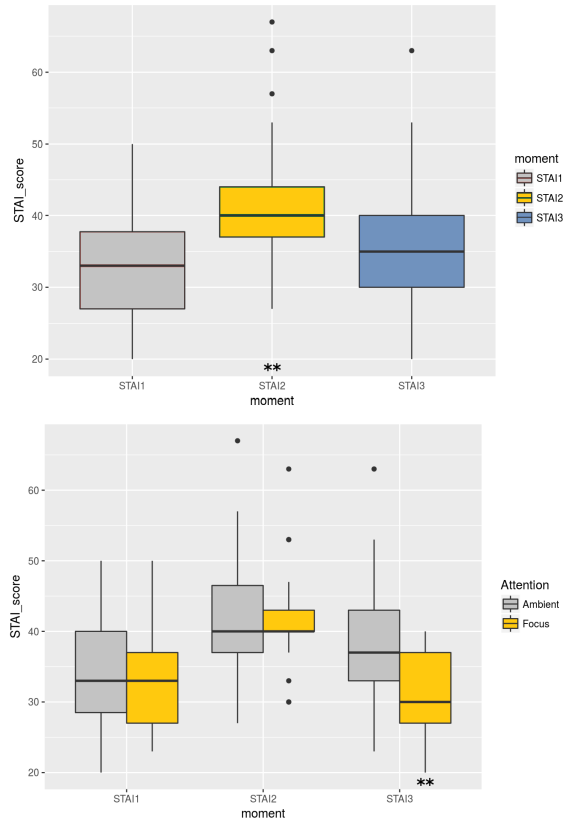 60
50
40
30
20
STAI_score
moment
STAI1
STAI2
STAI3
**
STAI1
STAI2
STAI3
moment
60
50
40
30
20
STAI_score
Attention
Ambient
Focus
**
STAI1
STAI2
STAI3
moment